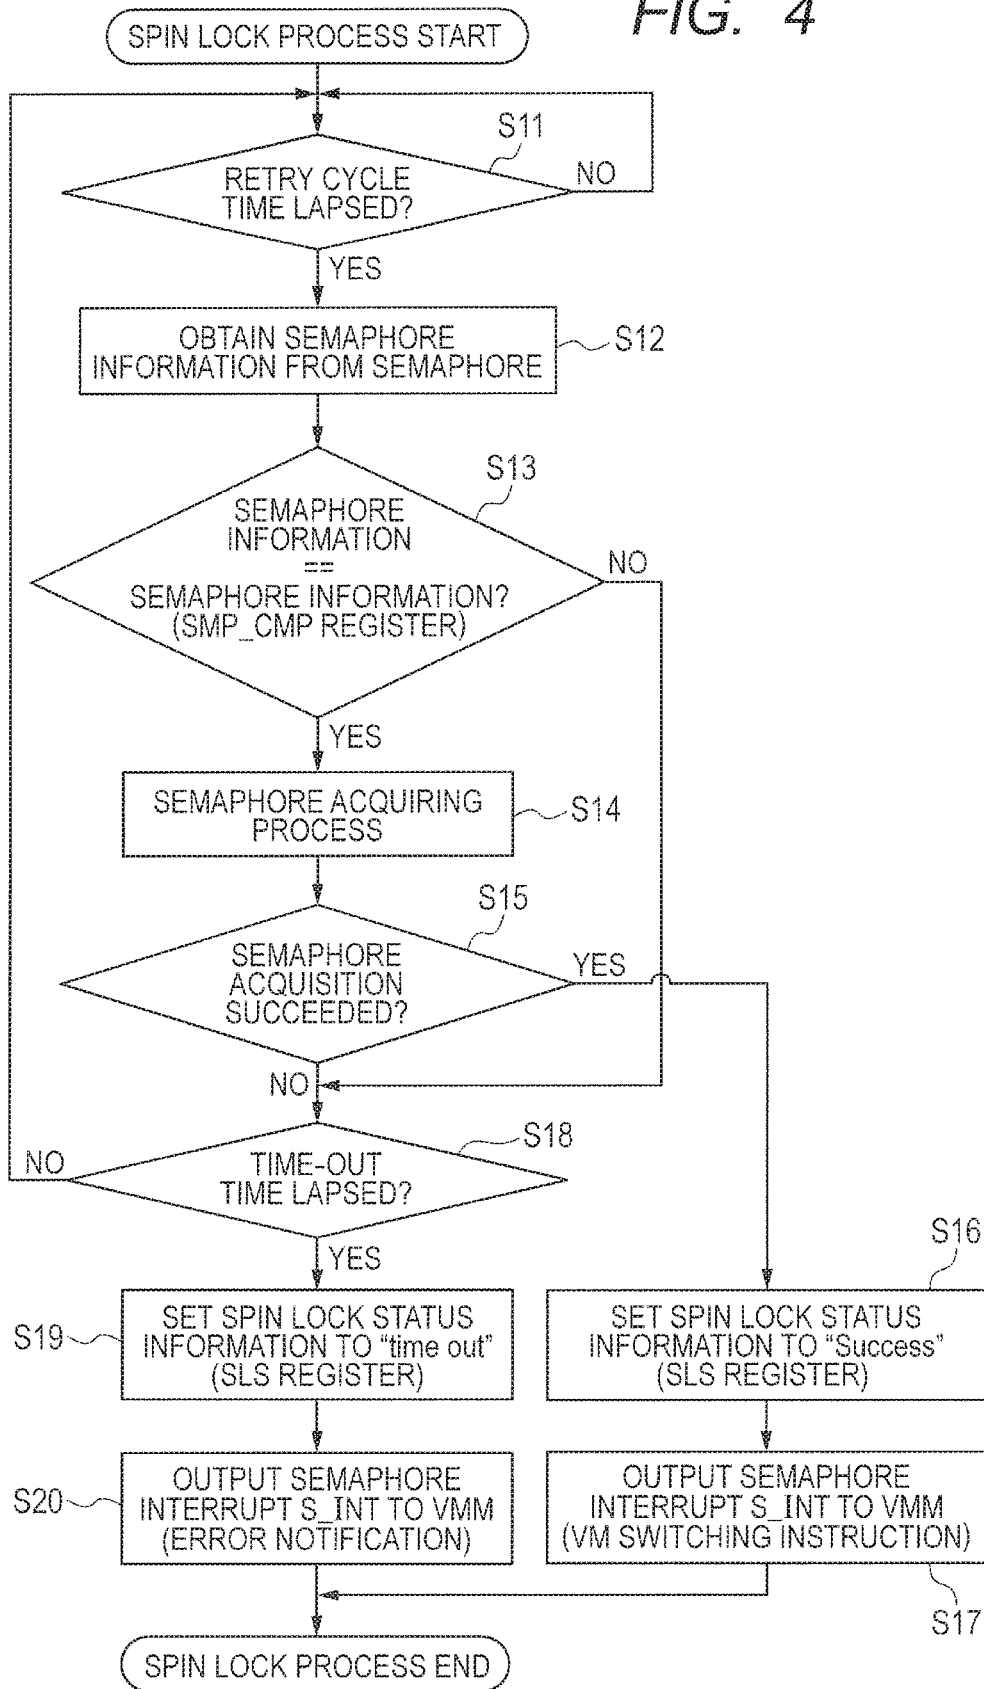 FIG. 4
SPIN LOCK PROCESS START
S11
RETRY CYCLE
TIME LAPSED?
NO
YES
OBTAIN SEMAPHORE
INFORMATION FROM SEMAPHORE
S12
S13
SEMAPHORE
INFORMATION
==
SEMAPHORE INFORMATION?
(SMP_CMP REGISTER)
NO
YES
SEMAPHORE ACQUIRING
PROCESS
S14
S15
SEMAPHORE
ACQUISITION
SUCCEEDED?
YES
NO
S18
TIME-OUT
TIME LAPSED?
NO
YES
S16
S19
SET SPIN LOCK STATUS
INFORMATION TO “time out”
(SLS REGISTER)
SET SPIN LOCK STATUS
INFORMATION TO “Success”
(SLS REGISTER)
S20
OUTPUT SEMAPHORE
INTERRUPT S_INT TO VMM
(ERROR NOTIFICATION)
OUTPUT SEMAPHORE
INTERRUPT S_INT TO VMM
(VM SWITCHING INSTRUCTION)
S17
SPIN LOCK PROCESS END